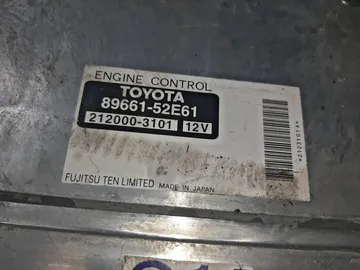 ENGINE CONTROL
TOYOTA
89661-52E61
212000-3101 12V
FUJITSU TEN LIMITED MADE IN JAPAN